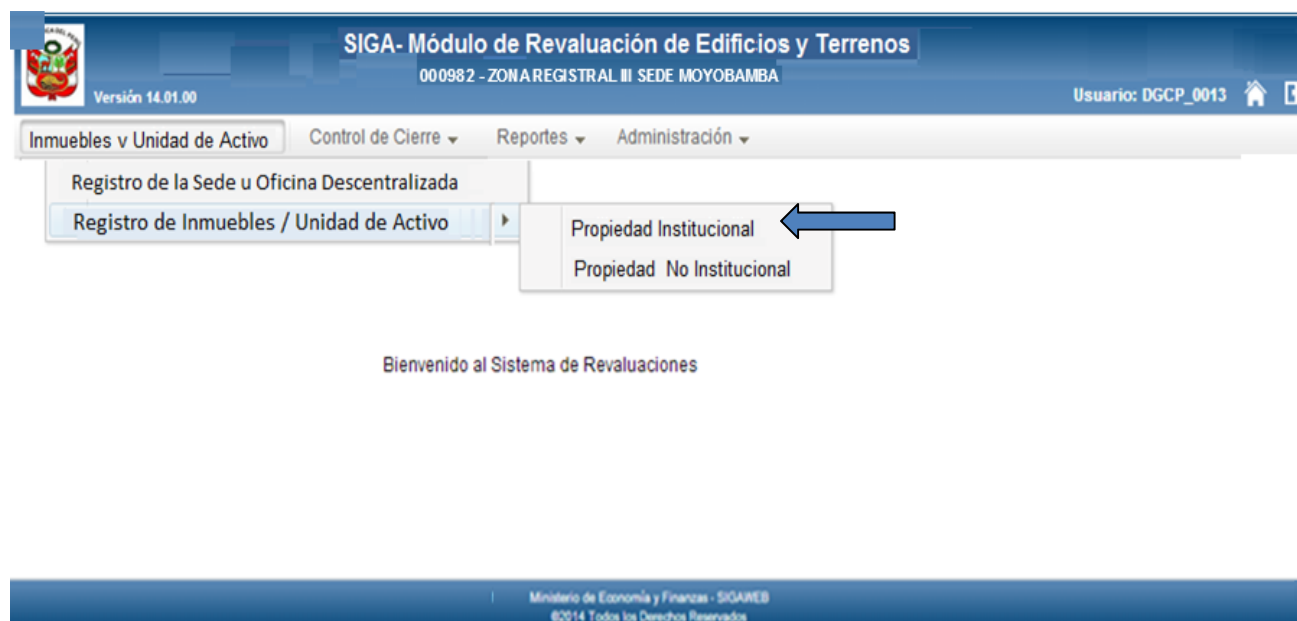 SIGA- Módulo de Revaluación de Edificios y Terrenos
000982 - ZONA REGISTRAL III SEDE MOYOBAMBA
Versión 14.01.00
Usuario: DGCP_0013
Inmuebles v Unidad de Activo Control de Cierre Reportes Administración
Registro de la Sede u Oficina Descentralizada
Registro de Inmuebles / Unidad de Activo
Propiedad Institucional
Propiedad No Institucional
Bienvenido al Sistema de Revaluaciones
Ministerio de Economía y Finanzas - SIGAWEB
©2014 Todos los Derechos Reservados